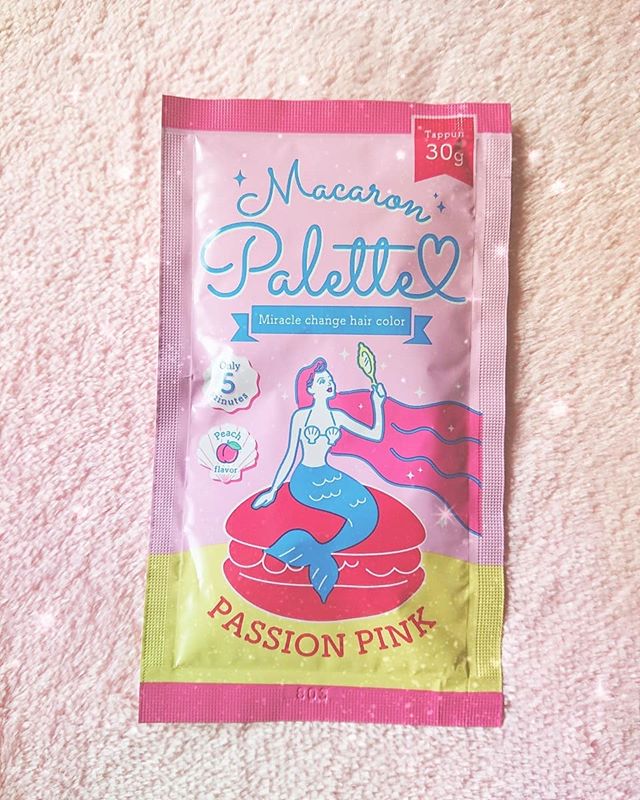 Tappuri
30g
Macaron
Palette
Miracle change hair color
Only
5
minutes
Peach
flavor
PASSION PINK